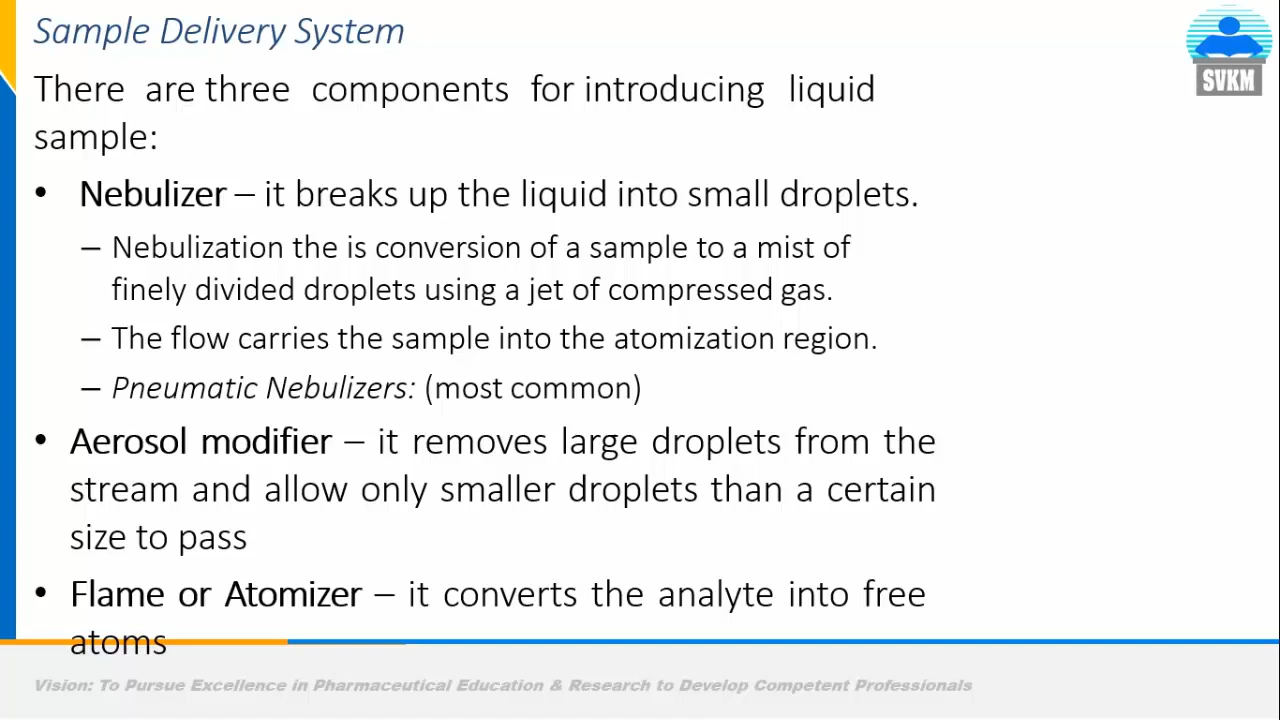 Sample Delivery System
SVKM
There are three components for introducing liquid
sample:
• Nebulizer – it breaks up the liquid into small droplets.
– Nebulization the is conversion of a sample to a mist of
finely divided droplets using a jet of compressed gas.
– The flow carries the sample into the atomization region.
– Pneumatic Nebulizers: (most common)
• Aerosol modifier – it removes large droplets from the
stream and allow only smaller droplets than a certain
size to pass
• Flame or Atomizer – it converts the analyte into free
atoms
Vision: To Pursue Excellence in Pharmaceutical Education & Research to Develop Competent Professionals